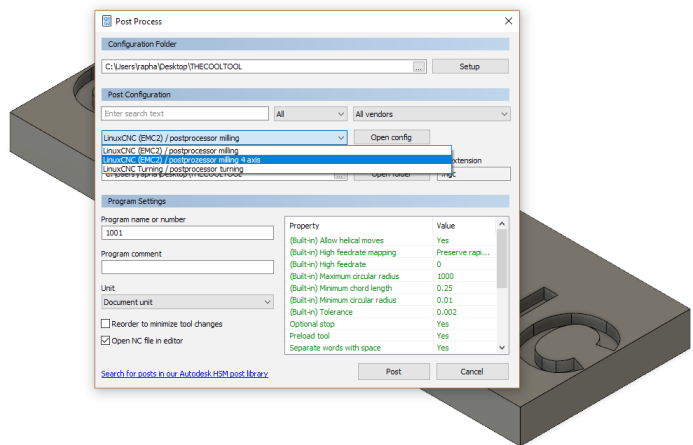 Post Process
Configuration Folder
C:\Users\rapha\Desktop\THECOOLTOOL
...
Setup
Post Configuration
Enter search text
All
All vendors
LinuxCNC (EMC2) / postprocessor milling
Open config
LinuxCNC (EMC2) / postprocessor milling
LinuxCNC (EMC2) / postprozessor milling 4 axis
LinuxCNC Turning / postprocessor turning
extension
C:\Users\rapha\Desktop\THECOOLTOOL
...
Open folder
.ngc
Program Settings
Program name or number
1001
Program comment
Unit
Document unit
Reorder to minimize tool changes
Open NC file in editor
Property Value
(Built-in) Allow helical moves Yes
(Built-in) High feedrate mapping Preserve rapi...
(Built-in) High feedrate 0
(Built-in) Maximum circular radius 1000
(Built-in) Minimum chord length 0.25
(Built-in) Minimum circular radius 0.01
(Built-in) Tolerance 0.002
Optional stop Yes
Preload tool Yes
Separate words with space Yes
Search for posts in our Autodesk HSM post library
Post
Cancel